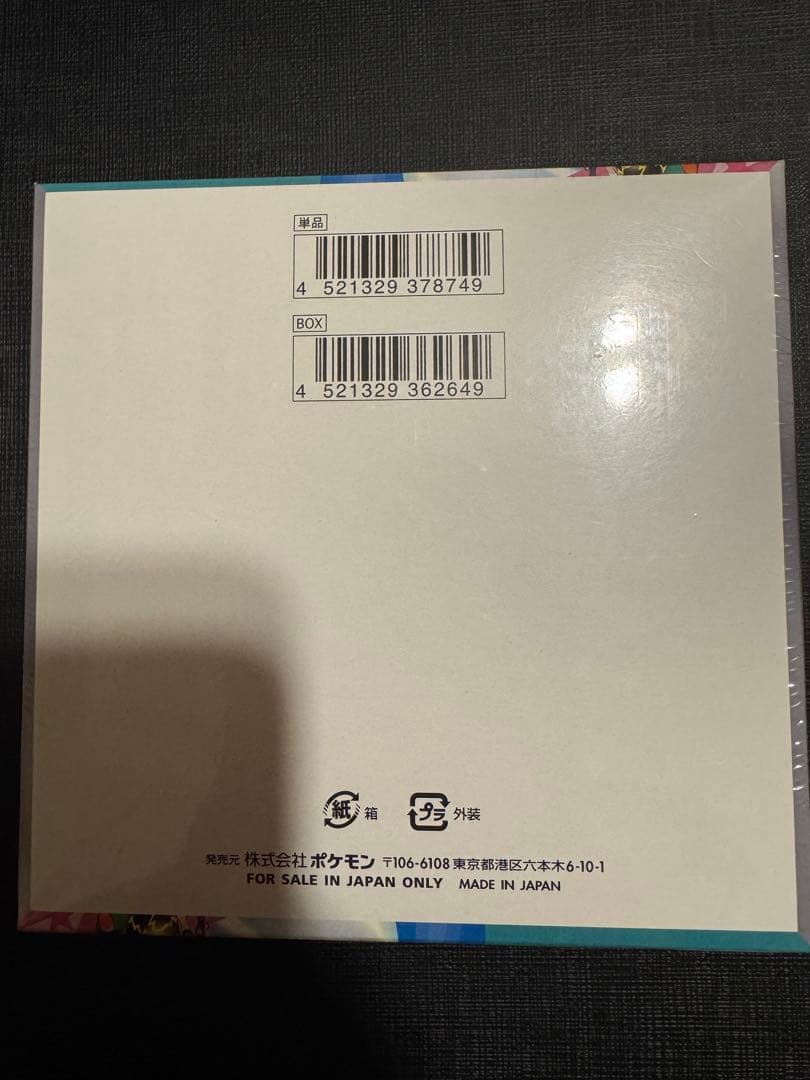 単品
4 521329 378749
BOX
4 521329 362649
紙 箱 プラ 外装
発売元 株式会社 ポケモン 〒106-6108 東京都港区六本木6-10-1
FOR SALE IN JAPAN ONLY MADE IN JAPAN